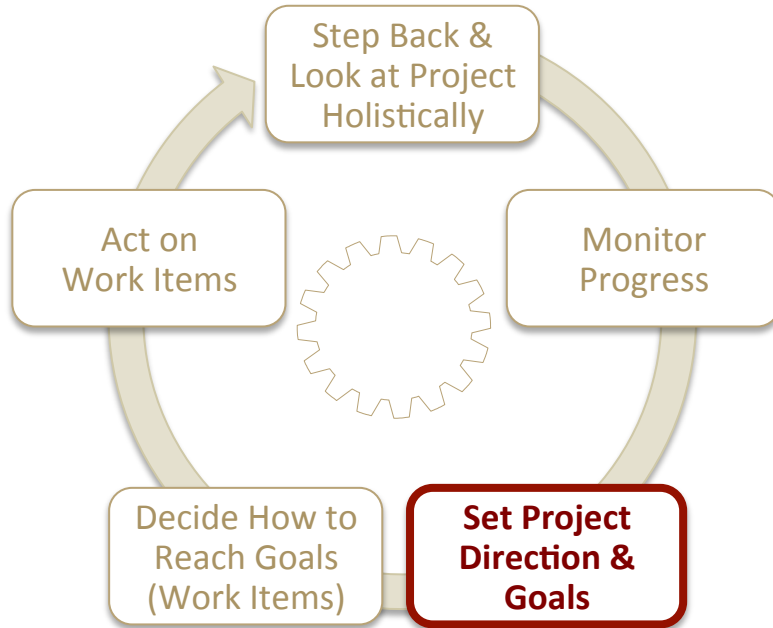 Step Back &
Look at Project
Holistically
Monitor
Progress
Set Project
Direction &
Goals
Decide How to
Reach Goals
(Work Items)
Act on
Work Items